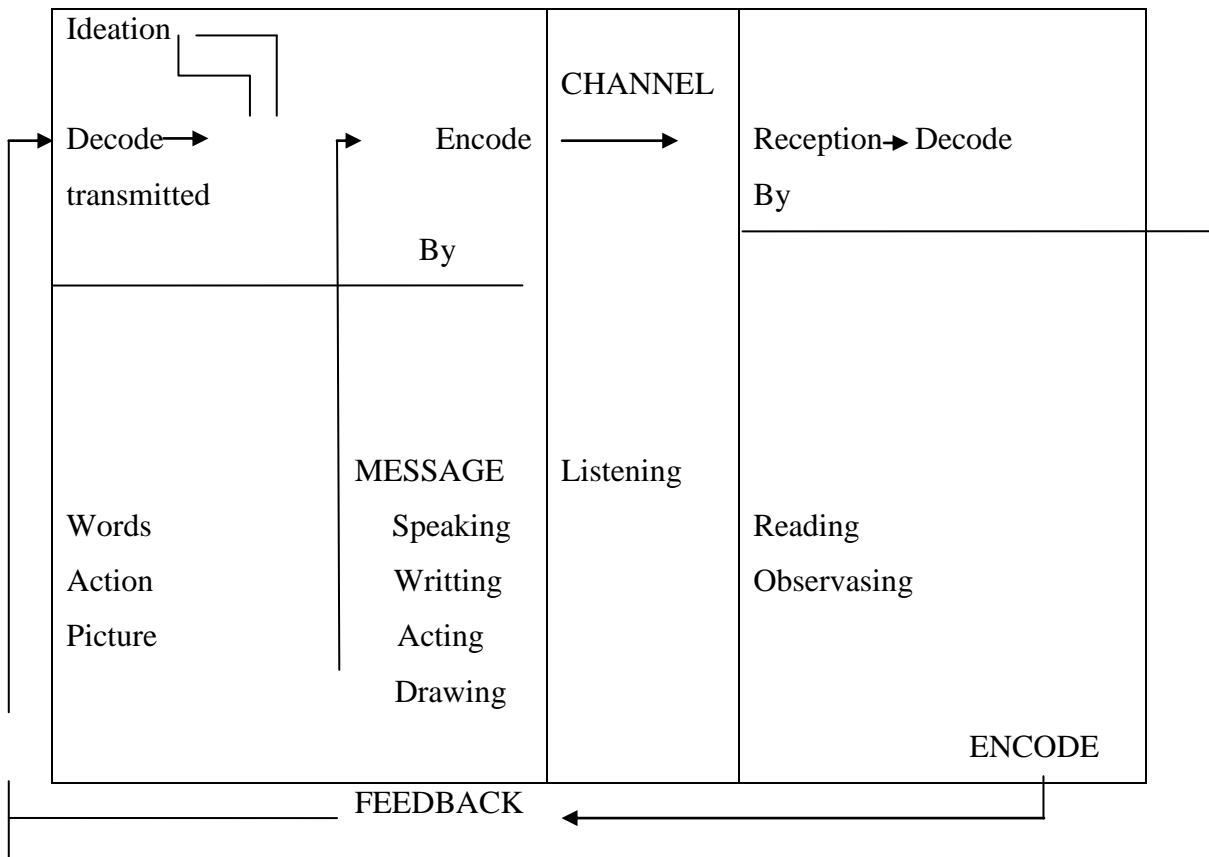 Ideation
CHANNEL
Decode Encode Reception Decode
transmitted By
By
MESSAGE Listening
Words Speaking Reading
Action Writting Observasing
Picture Acting
Drawing
ENCODE
FEEDBACK